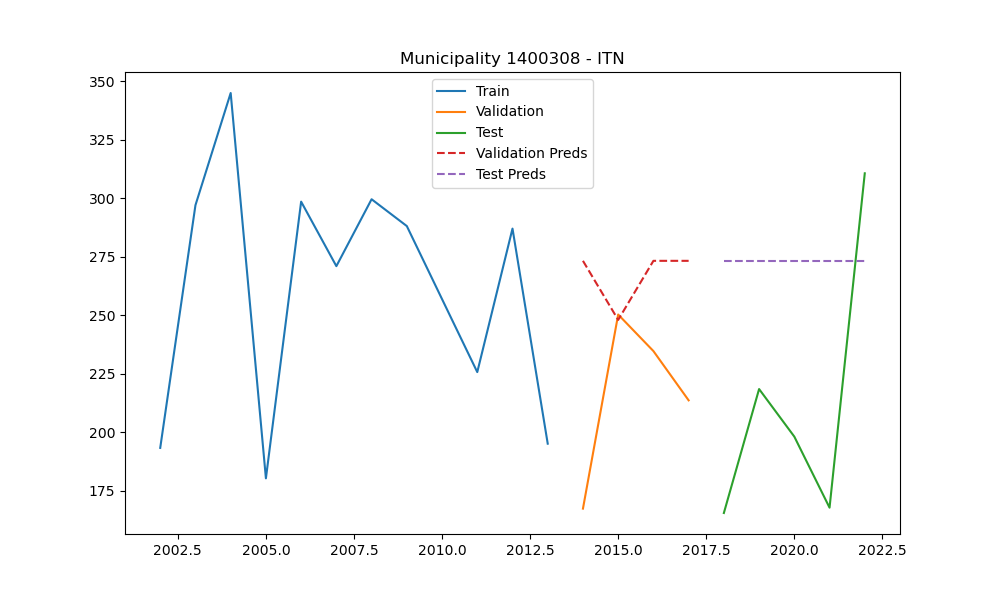 Municipality 1400308 - ITN
Train
Validation
Test
Validation Preds
Test Preds
350
325
300
275
250
225
200
175
2002.5 2005.0 2007.5 2010.0 2012.5 2015.0 2017.5 2020.0 2022.5